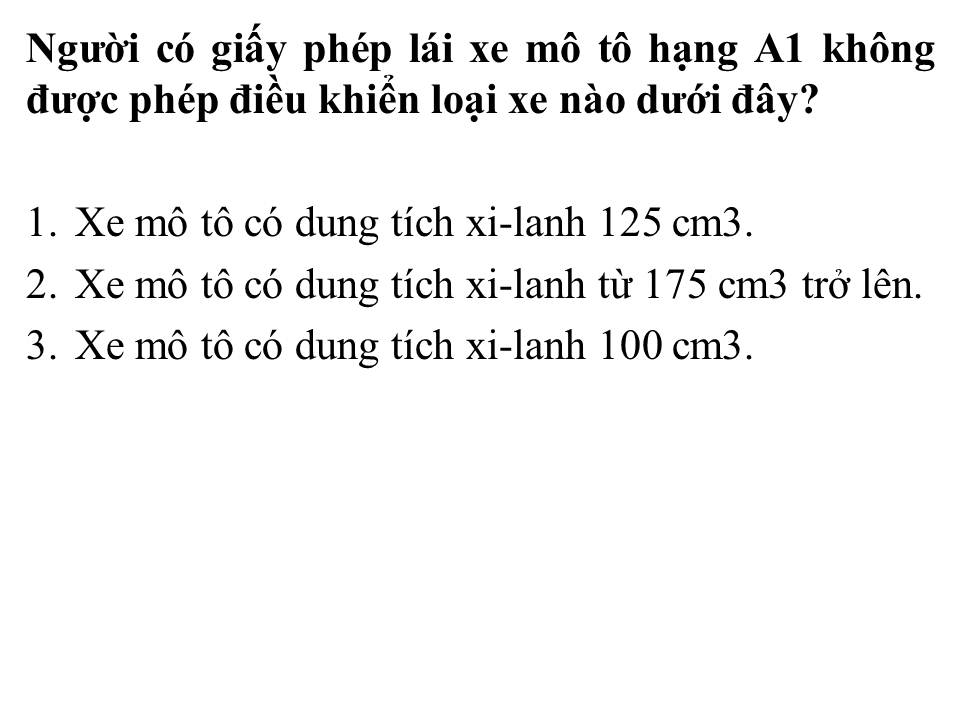 Người có giấy phép lái xe mô tô hạng A1 không
được phép điều khiển loại xe nào dưới đây?
1. Xe mô tô có dung tích xi-lanh 125 cm3.
2. Xe mô tô có dung tích xi-lanh từ 175 cm3 trở lên.
3. Xe mô tô có dung tích xi-lanh 100 cm3.